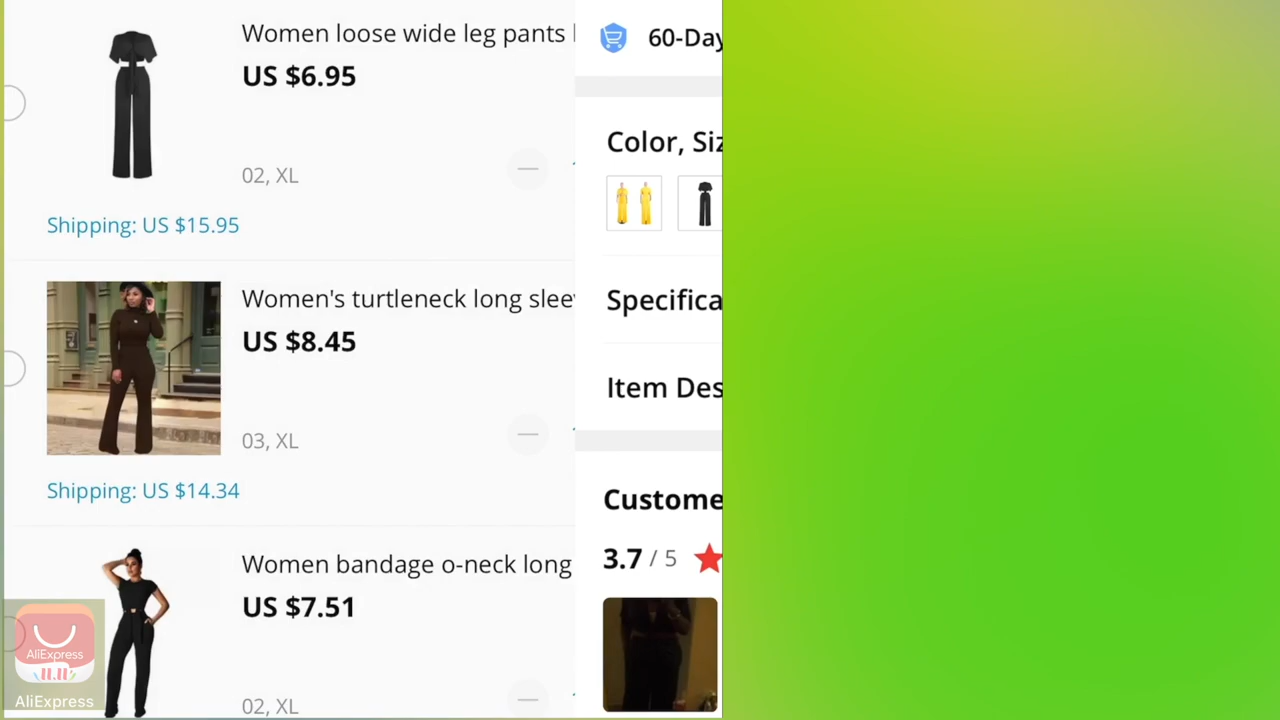 Women loose wide leg pants
US $6.95
02, XL
Shipping: US $15.95
Women's turtleneck long slee
US $8.45
03, XL
Shipping: US $14.34
Women bandage o-neck long
US $7.51
02, XL
AliExpress
11.11
AliExpress
60-Day
Color, Siz
Specifica
Item Des
Custome
3.7 / 5